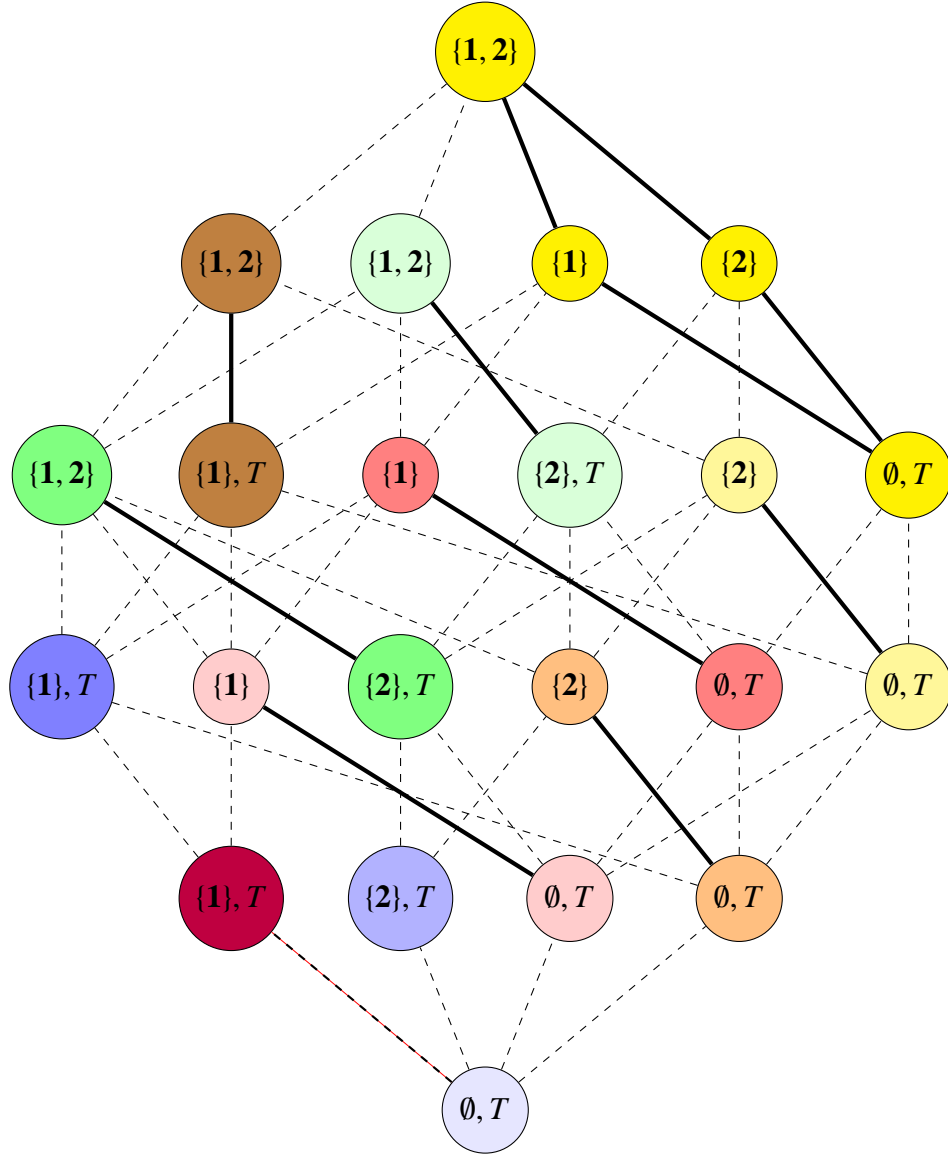 {1, 2}
{1, 2} {1, 2} {1} {2}
{1, 2} {1}, T {1} {2}, T {2} ∅, T
{1}, T {1} {2}, T {2} ∅, T ∅, T
{1}, T {2}, T ∅, T ∅, T
∅, T